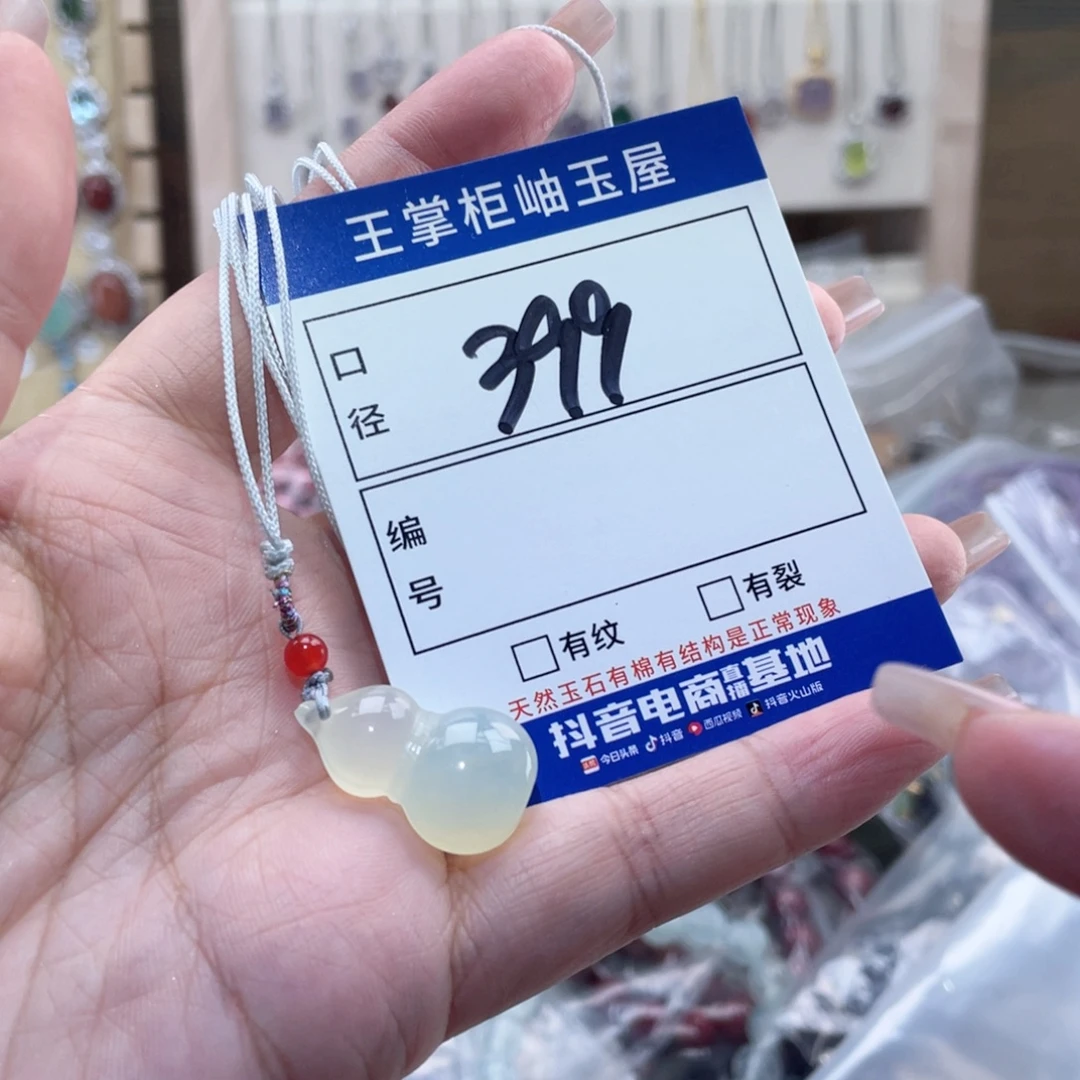 王掌柜岫玉屋
口径
399
编号
有纹
有裂
天然玉石有棉有结构是正常现象
抖音电商直播基地
今日头条 抖音 西瓜视频 抖音火山版